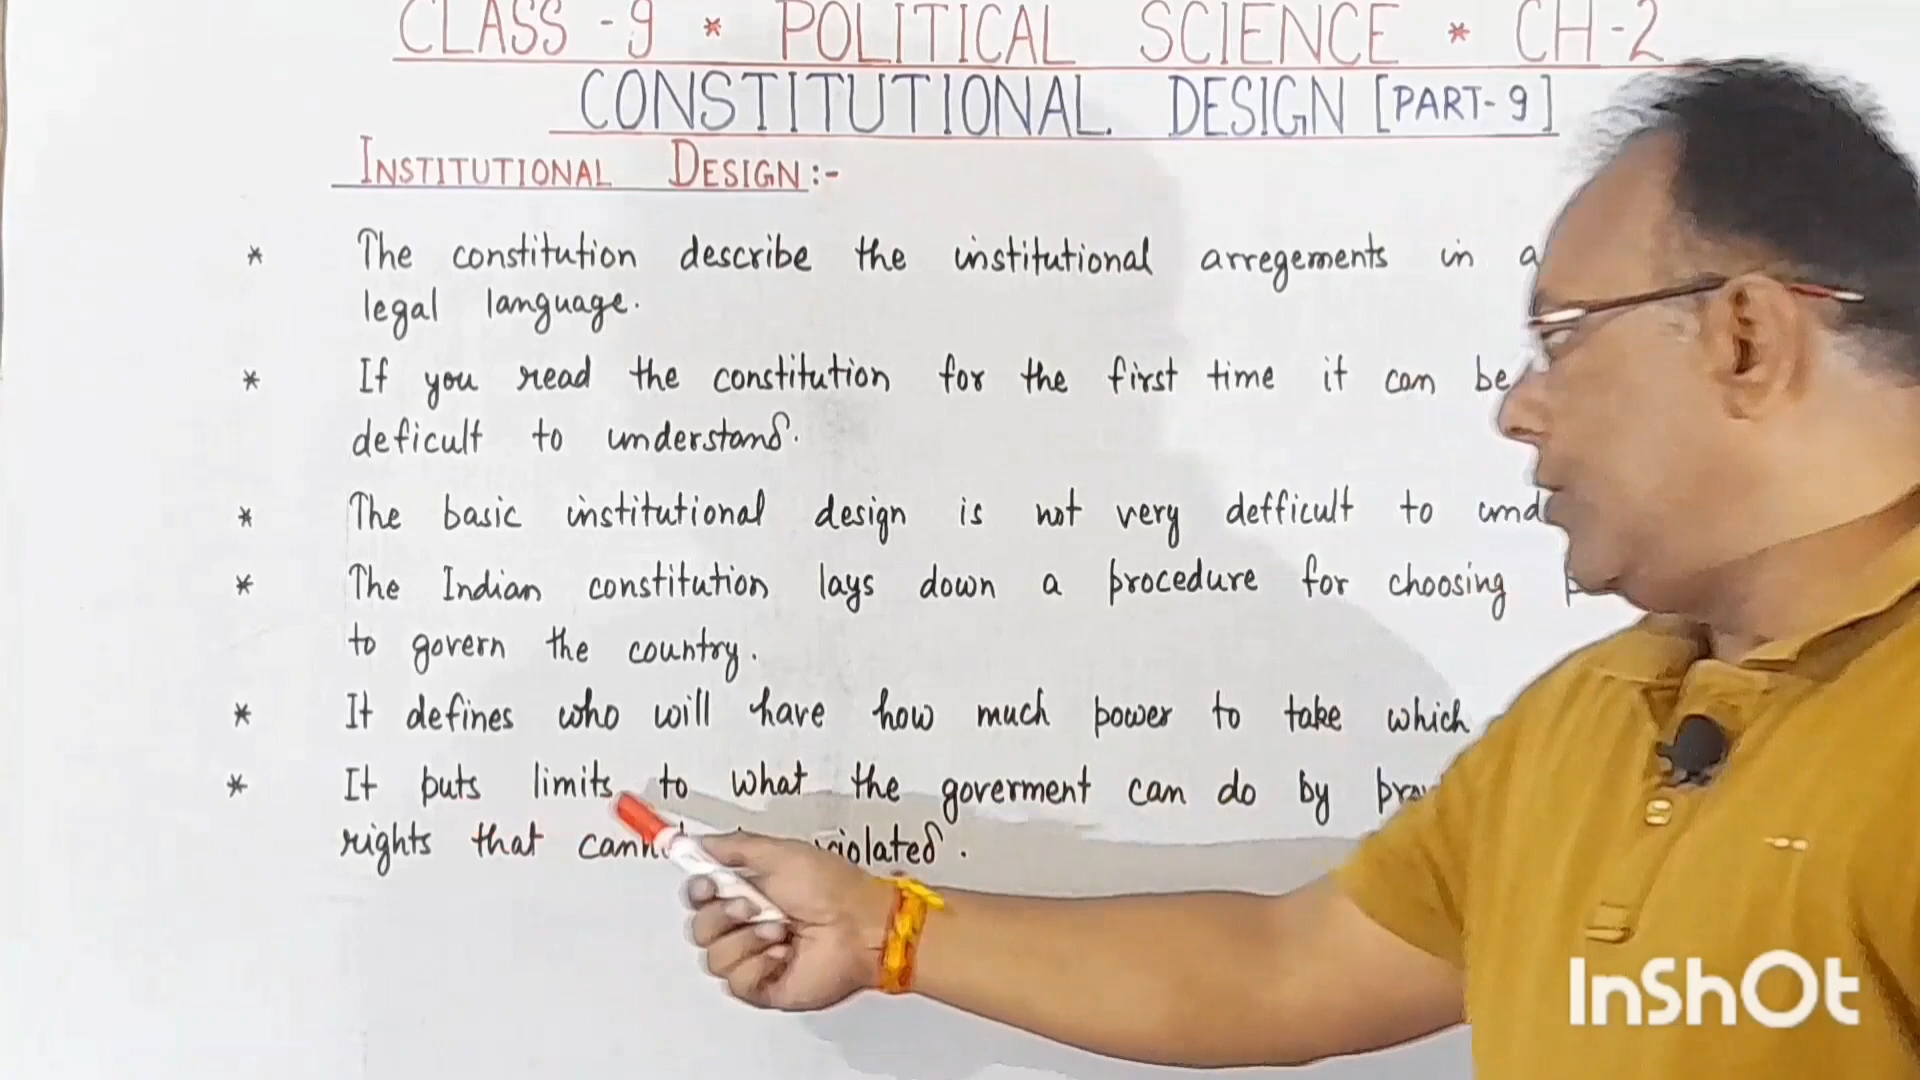 CLASS - 9 * POLITICAL SCIENCE * CH-2
CONSTITUTIONAL DESIGN [PART-9]
INSTITUTIONAL DESIGN :-
* The constitution describe the institutional arregements in a
legal language.
* If you read the constitution for the first time it can be
deficult to understand.
* The basic institutional design is not very defficult to
* The Indian constitution lays down a procedure for choosing
to govern the country.
* It defines who will have how much power to take which
* It puts limits to what the goverment can do by
rights that violated.
InShOt